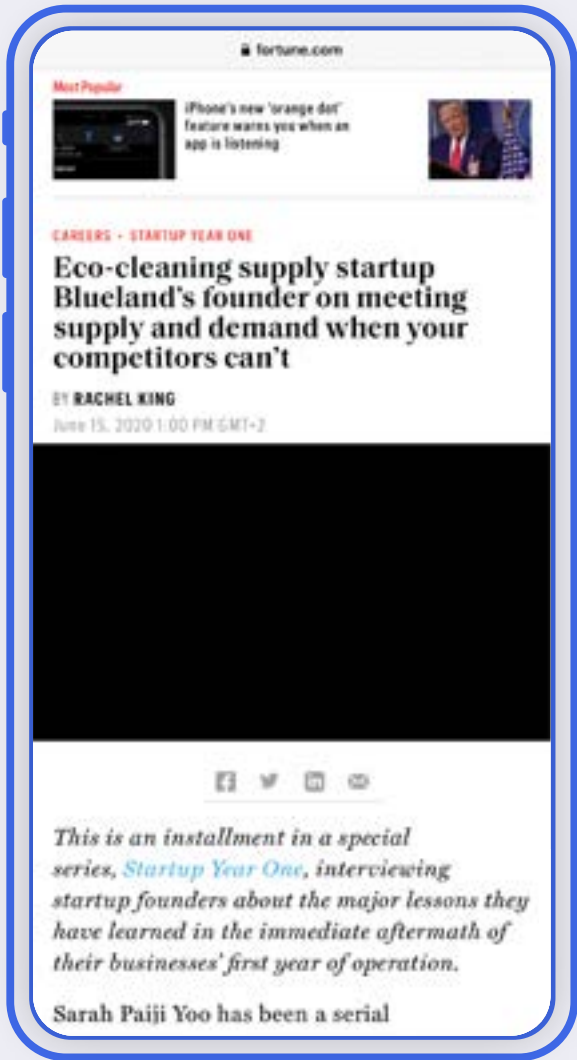 fortune.com
Most Popular
iPhone's new 'orange dot'
feature warns you when an
app is listening
CAREERS • STARTUP YEAR ONE
Eco-cleaning supply startup
Blueland's founder on meeting
supply and demand when your
competitors can't
BY RACHEL KING
June 15, 2020 1:00 PM GMT+2
This is an installment in a special
series, Startup Year One, interviewing
startup founders about the major lessons they
have learned in the immediate aftermath of
their businesses' first year of operation.
Sarah Paiji Yoo has been a serial